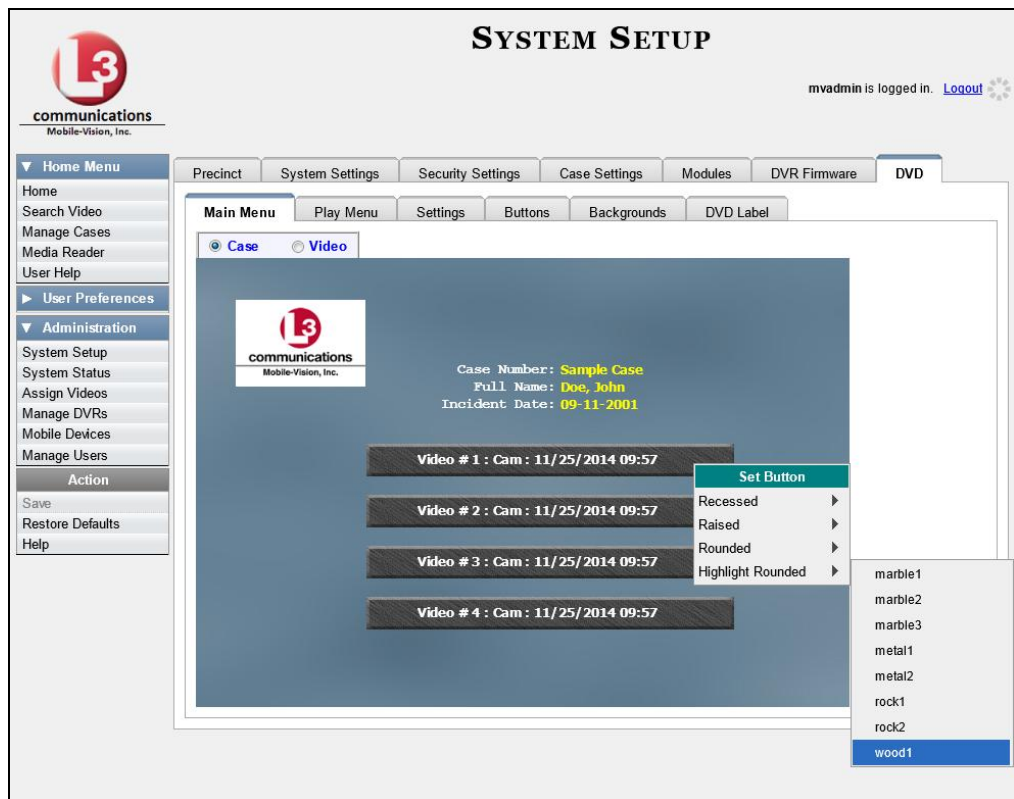 SYSTEM SETUP
L3
communications
Mobile-Vision, Inc.
mvadmin is logged in. Logout
Home Menu
Home
Search Video
Manage Cases
Media Reader
User Help
User Preferences
Administration
System Setup
System Status
Assign Videos
Manage DVRs
Mobile Devices
Manage Users
Action
Save
Restore Defaults
Help
Precinct System Settings Security Settings Case Settings Modules DVR Firmware DVD
Main Menu Play Menu Settings Buttons Backgrounds DVD Label
Case Video
L3
communications
Mobile-Vision, Inc.
Case Number: Sample Case
Full Name: Doe, John
Incident Date: 09-11-2001
Video # 1 : Cam : 11/25/2014 09:57
Video # 2 : Cam : 11/25/2014 09:57
Video # 3 : Cam : 11/25/2014 09:57
Video # 4 : Cam : 11/25/2014 09:57
Set Button
Recessed
Raised
Rounded
Highlight Rounded
marble1
marble2
marble3
metal1
metal2
rock1
rock2
wood1